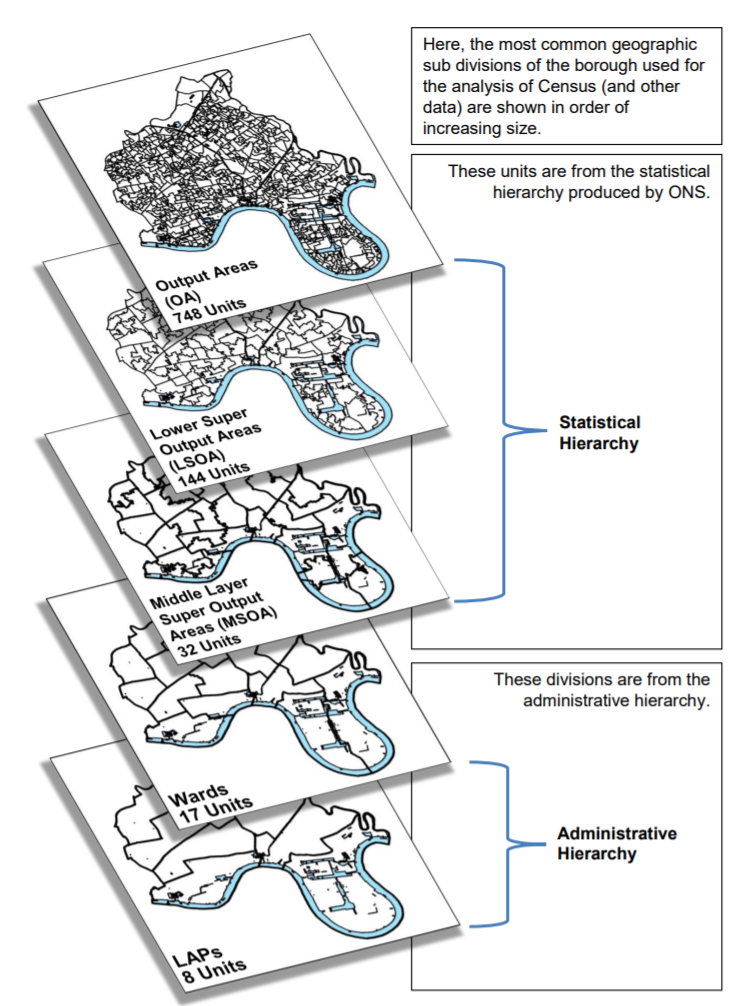 Here, the most common geographic
sub divisions of the borough used for
the analysis of Census (and other
data) are shown in order of
increasing size.
These units are from the statistical
hierarchy produced by ONS.
Output Areas
(OA)
748 Units
Lower Super
Output Areas
(LSOA)
144 Units
Statistical
Hierarchy
Middle Layer
Super Output
Areas (MSOA)
32 Units
These divisions are from the
administrative hierarchy.
Wards
17 Units
Administrative
Hierarchy
LAPs
8 Units